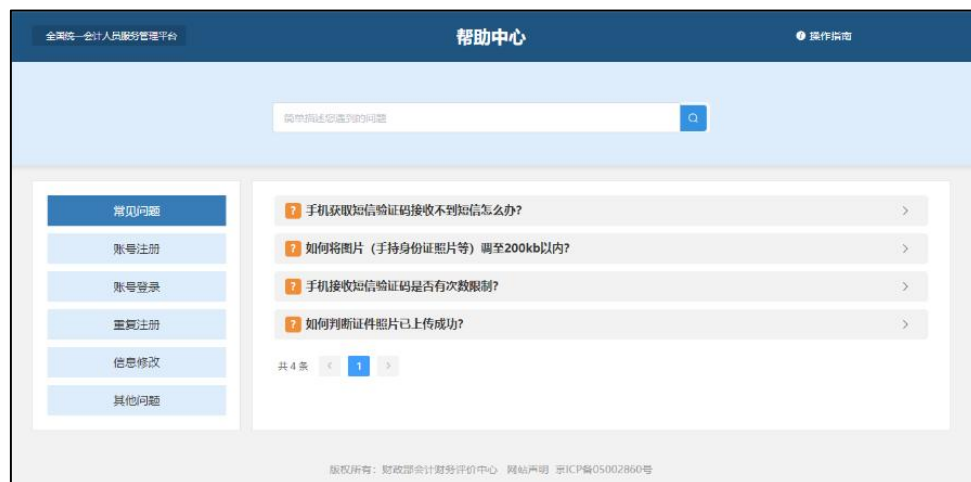 全国统一会计人员服务管理平台
帮助中心
操作指南
简单描述您遇到的问题
常见问题
账号注册
账号登录
重复注册
信息修改
其他问题
手机获取短信验证码接收不到短信怎么办?
如何将图片（手持身份证照片等）调至200kb以内?
手机接收短信验证码是否有次数限制?
如何判断证件照片已上传成功?
共 4 条 1
版权所有：财政部会计财务评价中心 网站声明 京ICP备05002860号